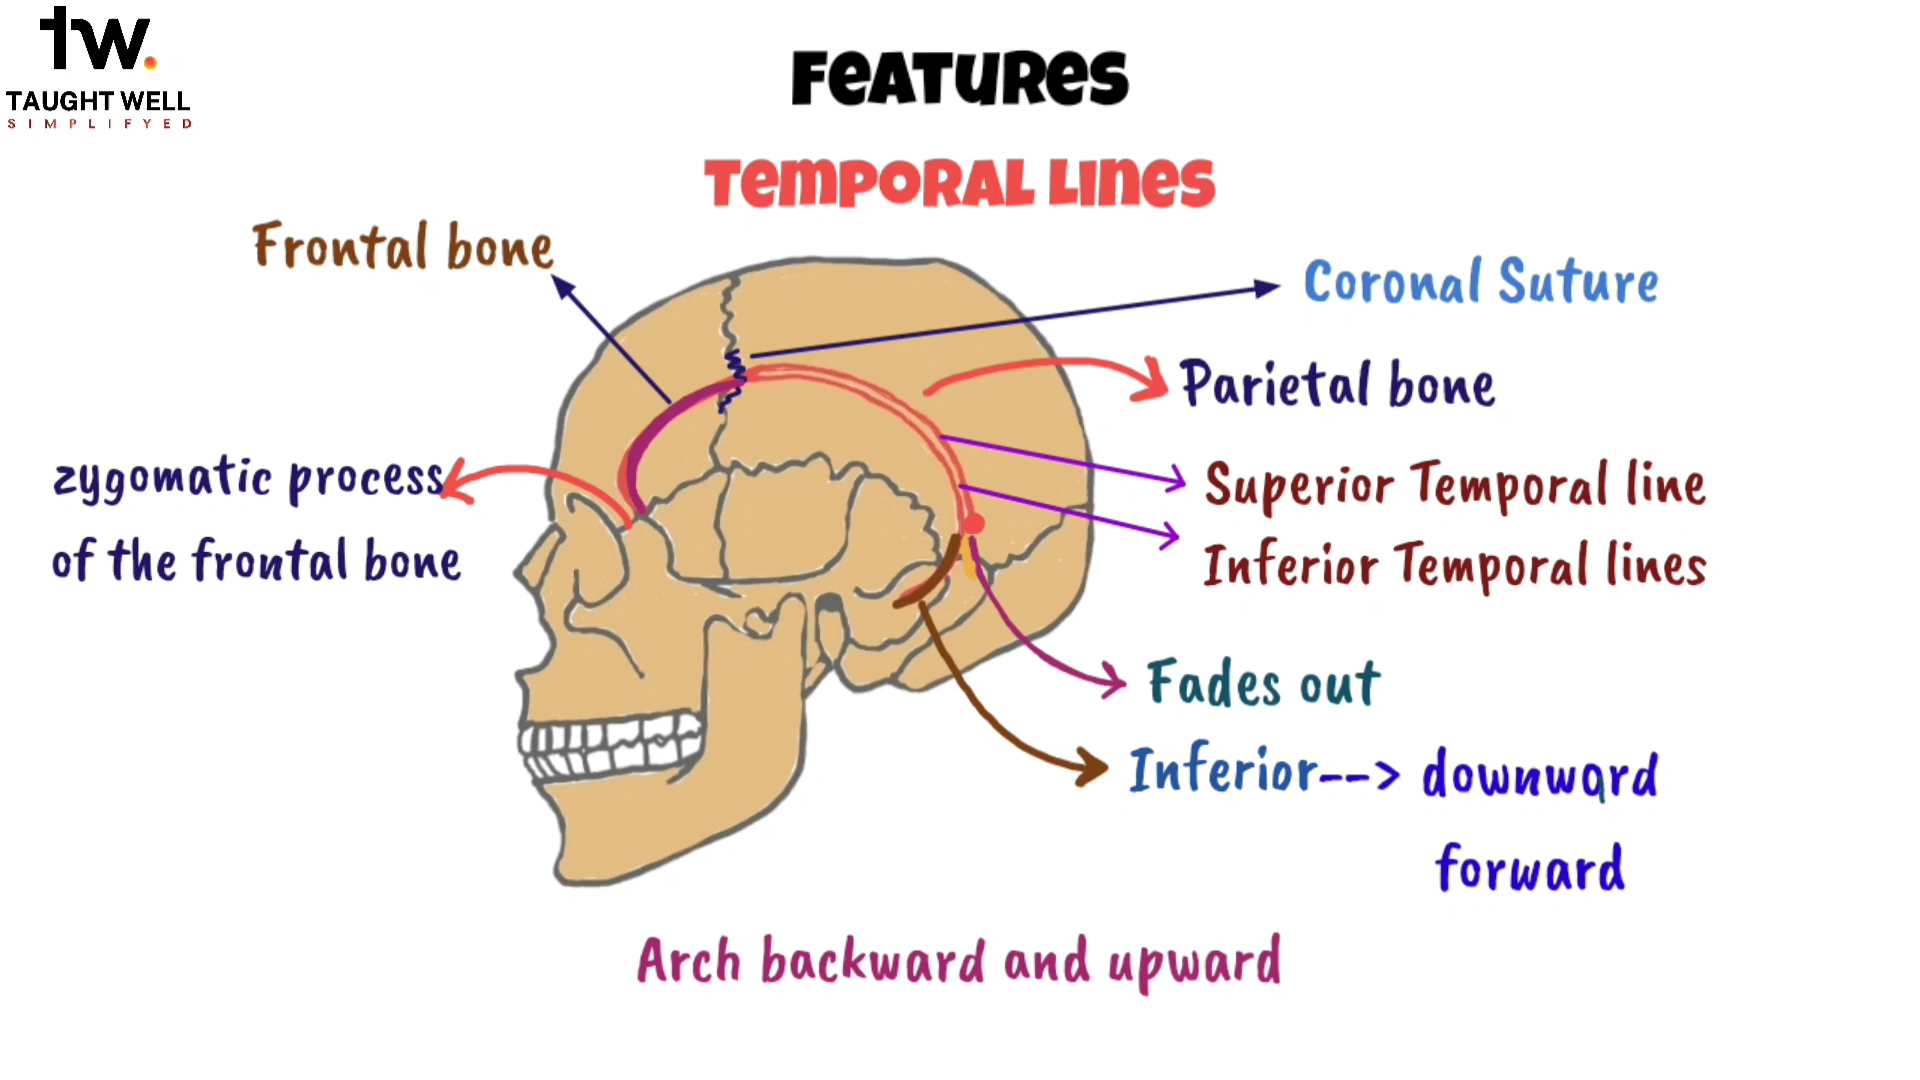 tw.
TAUGHT WELL
SIMPLIFYED
FeATuRes
TemPORAL Lines
Frontal bone
Coronal Suture
Parietal bone
zygomatic process
of the frontal bone
Superior Temporal line
Inferior Temporal lines
Fades out
Inferior--> downward
forward
Arch backward and upward